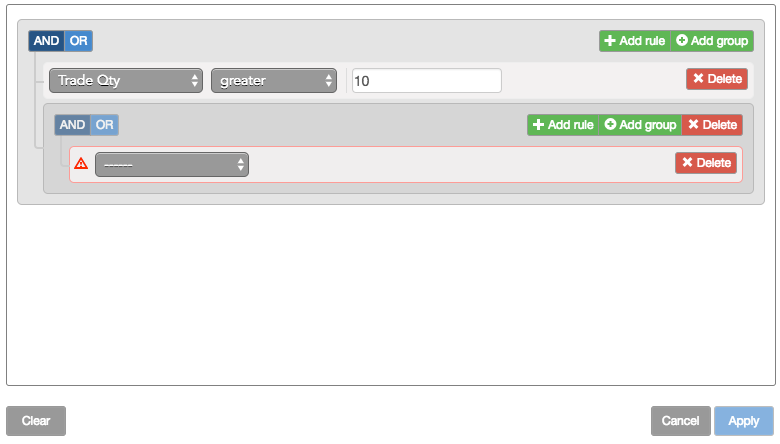 AND OR Add rule Add group
Trade Qty greater 10 Delete
AND OR Add rule Add group Delete
------ Delete
Clear Cancel Apply